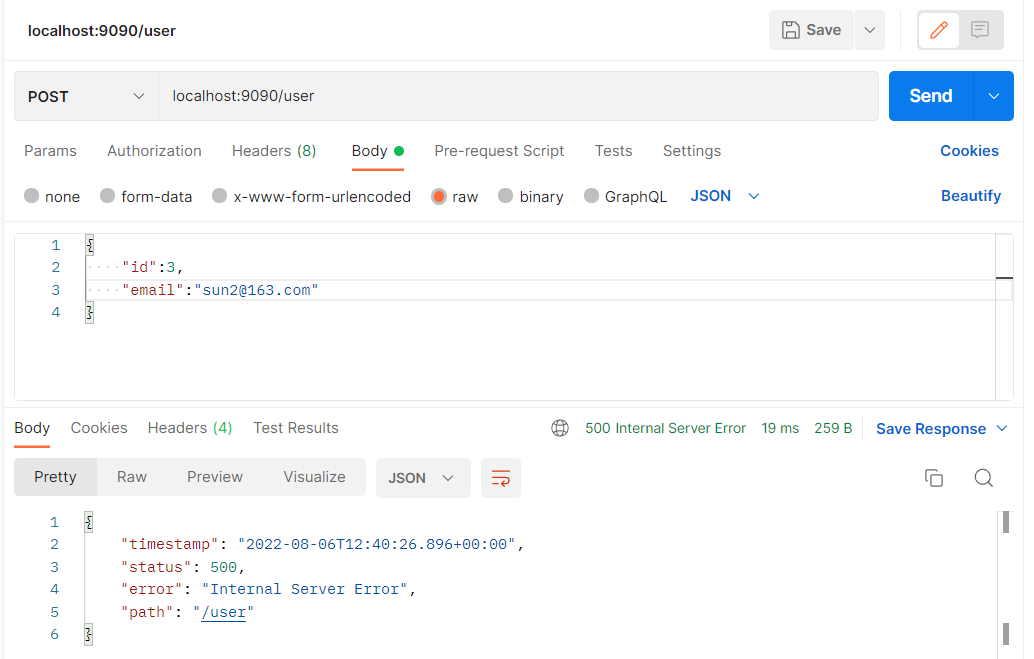 localhost:9090/user
Save
POST
localhost:9090/user
Send
Params Authorization Headers (8) Body Pre-request Script Tests Settings Cookies
none form-data x-www-form-urlencoded raw binary GraphQL JSON Beautify
1 {
2 ····"id":3,
3 ····"email":"sun2@163.com"
4 }
Body Cookies Headers (4) Test Results 500 Internal Server Error 19 ms 259 B Save Response
Pretty Raw Preview Visualize JSON
1 {
2 "timestamp": "2022-08-06T12:40:26.896+00:00",
3 "status": 500,
4 "error": "Internal Server Error",
5 "path": "/user"
6 }